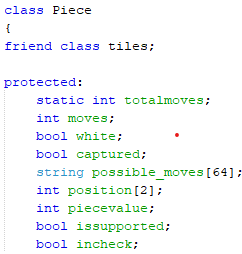 class Piece
{
friend class tiles;
protected:
static int totalmoves;
int moves;
bool white;
bool captured;
string possible_moves[64];
int position[2];
int piecevalue;
bool issupported;
bool incheck;